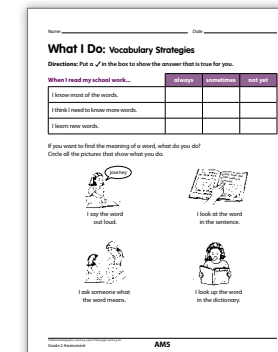 Name Date
What I Do: Vocabulary Strategies
Directions: Put a ✓ in the box to show the answer that is true for you.
When I read my school work... always sometimes not yet
I know most of the words.
I think I need to know more words.
I learn new words.
If you want to find the meaning of a word, what do you do?
Circle all the pictures that show what you do.
journey
I say the word
out loud.
I look at the word
in the sentence.
I ask someone what
the word means.
I look up the word
in the dictionary.
Grade 2 Assessment AM5